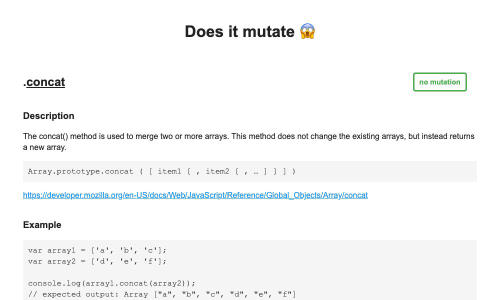 Does it mutate 😱
.concat
no mutation
Description
The concat() method is used to merge two or more arrays. This method does not change the existing arrays, but instead returns
a new array.
Array.prototype.concat ( [ item1 [ , item2 [ , … ] ] ] )
https://developer.mozilla.org/en-US/docs/Web/JavaScript/Reference/Global_Objects/Array/concat
Example
var array1 = ['a', 'b', 'c'];
var array2 = ['d', 'e', 'f'];
console.log(array1.concat(array2));
// expected output: Array ["a", "b", "c", "d", "e", "f"]